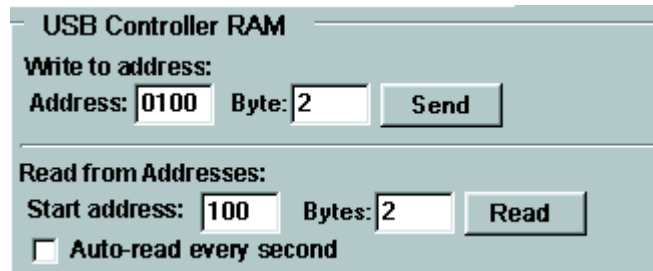 USB Controller RAM
Write to address:
Address: 0100 Byte: 2 Send
Read from Addresses:
Start address: 100 Bytes: 2 Read
Auto-read every second